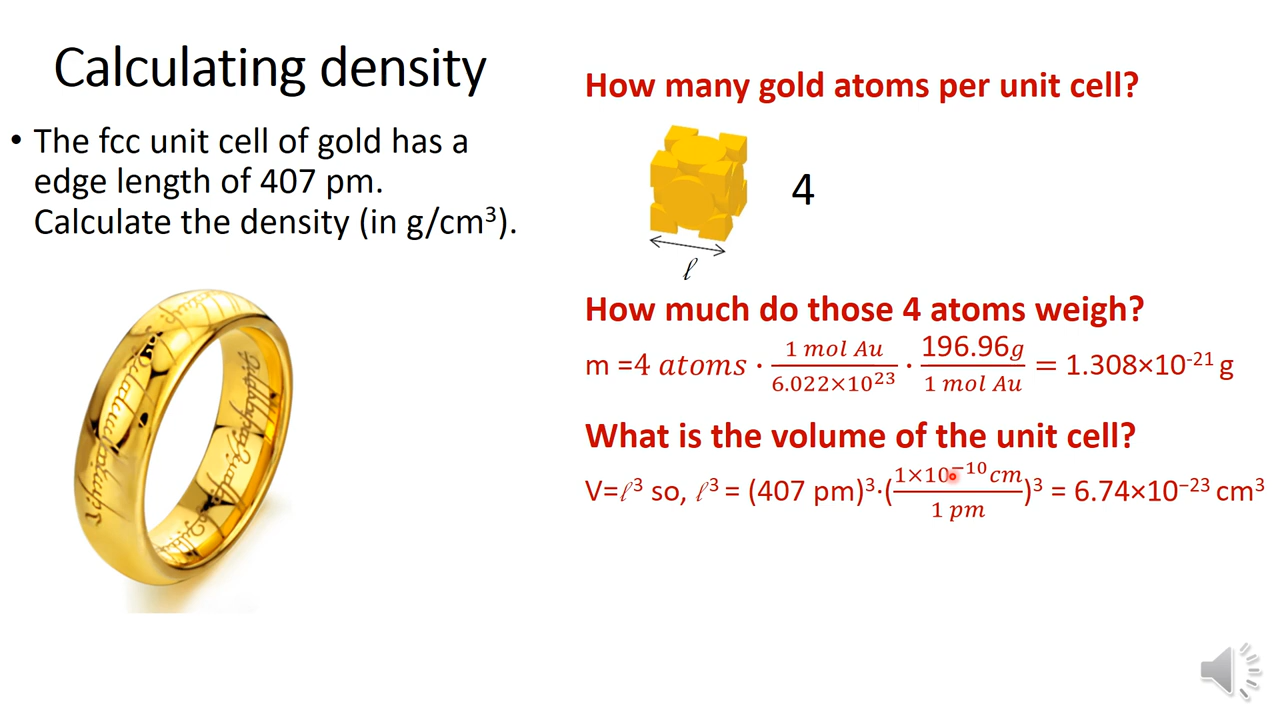 Calculating density
• The fcc unit cell of gold has a
edge length of 407 pm.
Calculate the density (in g/cm³).
How many gold atoms per unit cell?
4
ℓ
How much do those 4 atoms weigh?
m =4 atoms · 1 mol Au / 6.022×10²³ · 196.96g / 1 mol Au = 1.308×10⁻²¹ g
What is the volume of the unit cell?
V=ℓ³ so, ℓ³ = (407 pm)³·(1×10⁻¹⁰cm / 1 pm)³ = 6.74×10⁻²³ cm³